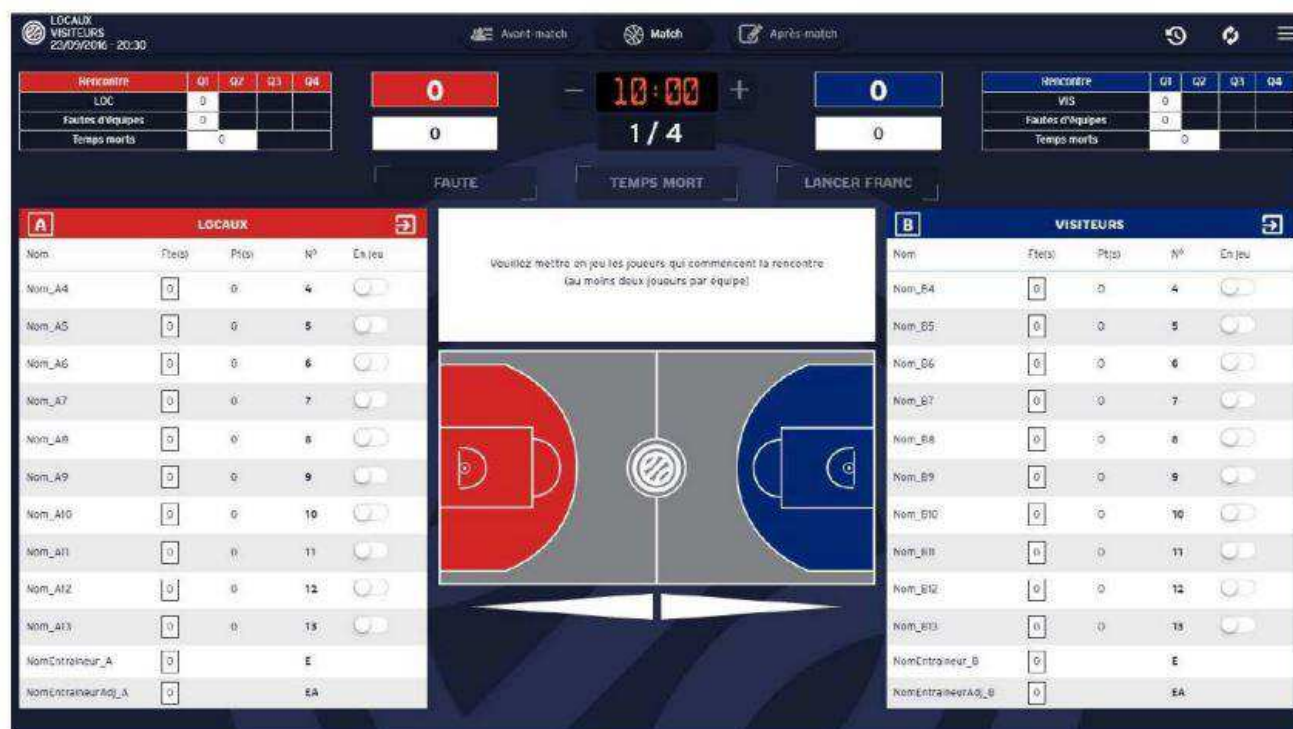 LOCAUX
VISITEURS
23/09/2016 - 20:30
Avant-match
Match
Après-match
Rencontre Q1 Q2 Q3 Q4
LOC 0
Fautes d'équipes 0
Temps morts 0
0
0
10:00
1 / 4
0
0
Rencontre Q1 Q2 Q3 Q4
VIS 0
Fautes d'équipes 0
Temps morts 0
FAUTE
TEMPS MORT
LANCER FRANC
A LOCAUX
Nom Fte(s) Pt(s) N° En jeu
Nom_A4 0 0 4
Nom_A5 0 0 5
Nom_A6 0 0 6
Nom_A7 0 0 7
Nom_A8 0 0 8
Nom_A9 0 0 9
Nom_A10 0 0 10
Nom_A11 0 0 11
Nom_A12 0 0 12
Nom_A13 0 0 13
NomEntraineur_A 0 E
NomEntraineurAdj_A 0 EA
Veuillez mettre en jeu les joueurs qui commencent la rencontre
(au moins deux joueurs par équipe)
B VISITEURS
Nom Fte(s) Pt(s) N° En jeu
Nom_B4 0 0 4
Nom_B5 0 0 5
Nom_B6 0 0 6
Nom_B7 0 0 7
Nom_B8 0 0 8
Nom_B9 0 0 9
Nom_B10 0 0 10
Nom_B11 0 0 11
Nom_B12 0 0 12
Nom_B13 0 0 13
NomEntraineur_B 0 E
NomEntraineurAdj_B 0 EA